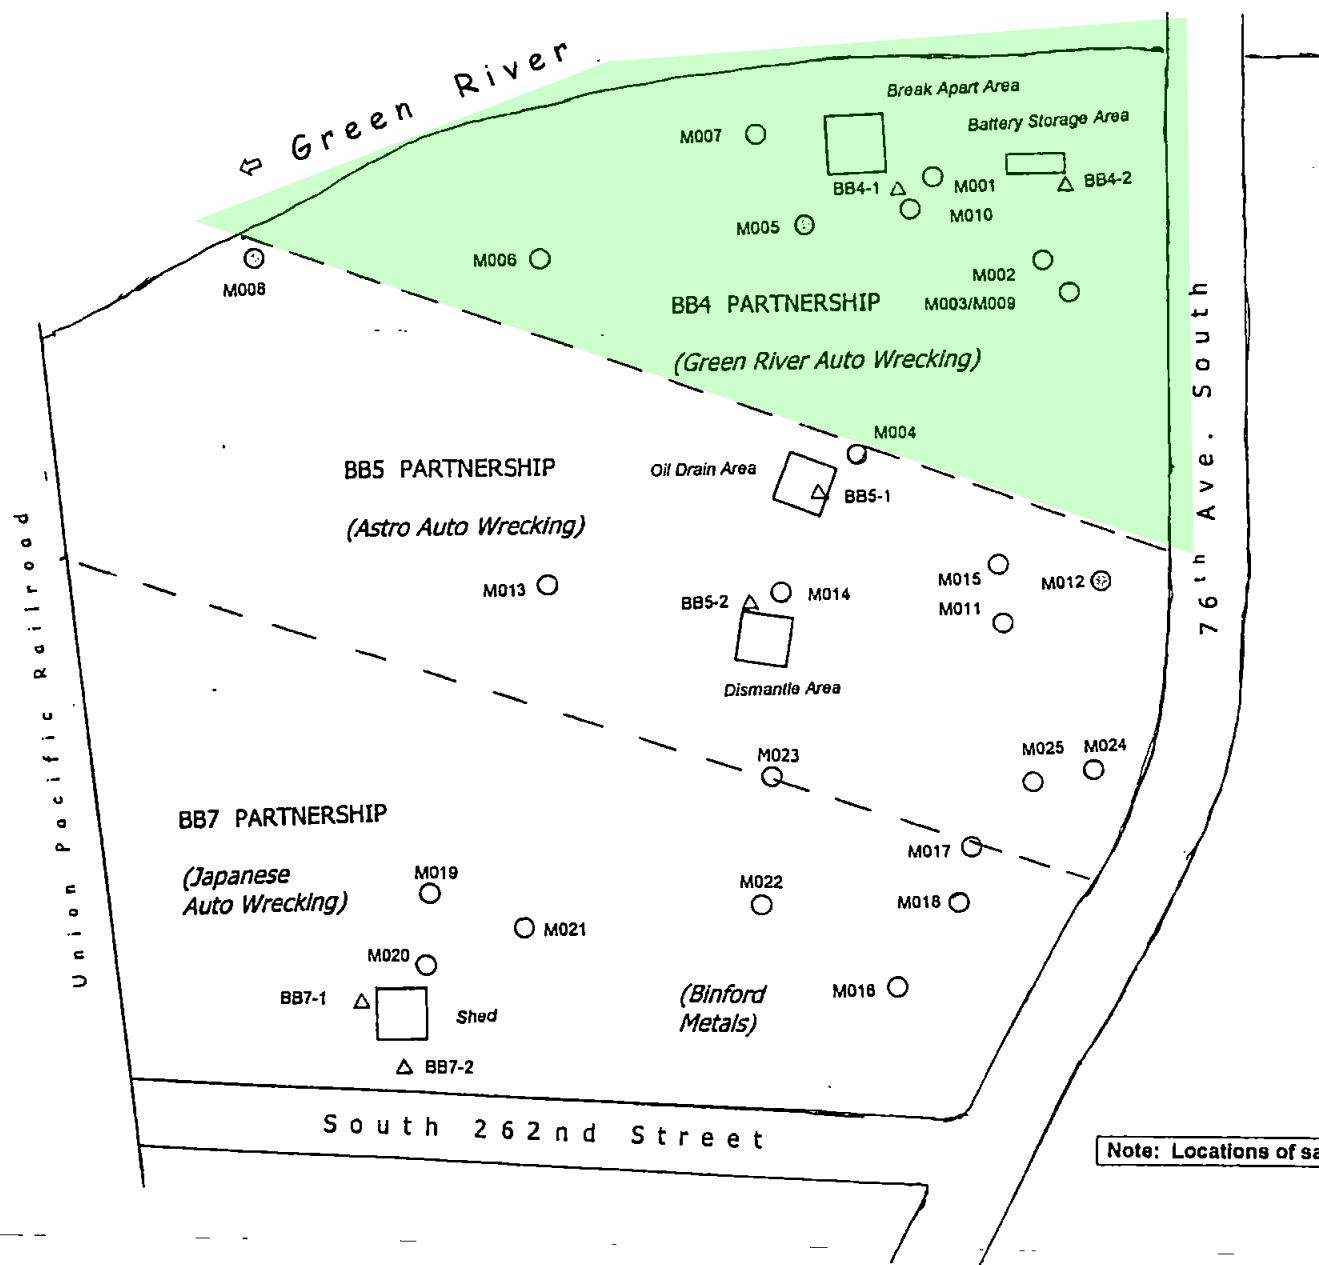 Green River
Break Apart Area
Battery Storage Area
M007
BB4-1
M001
BB4-2
M010
M005
M006
M008
M002
M003/M009
BB4 PARTNERSHIP
(Green River Auto Wrecking)
76th Ave. South
M004
Oil Drain Area
BB5-1
BB5 PARTNERSHIP
(Astro Auto Wrecking)
M013
BB5-2
M014
M015
M012
M011
Dismantle Area
Union Pacific Railroad
M023
M025
M024
BB7 PARTNERSHIP
(Japanese
Auto Wrecking)
M017
M019
M022
M018
M021
M020
BB7-1
Shed
(Binford
Metals)
M016
BB7-2
South 262nd Street
Note: Locations of sa